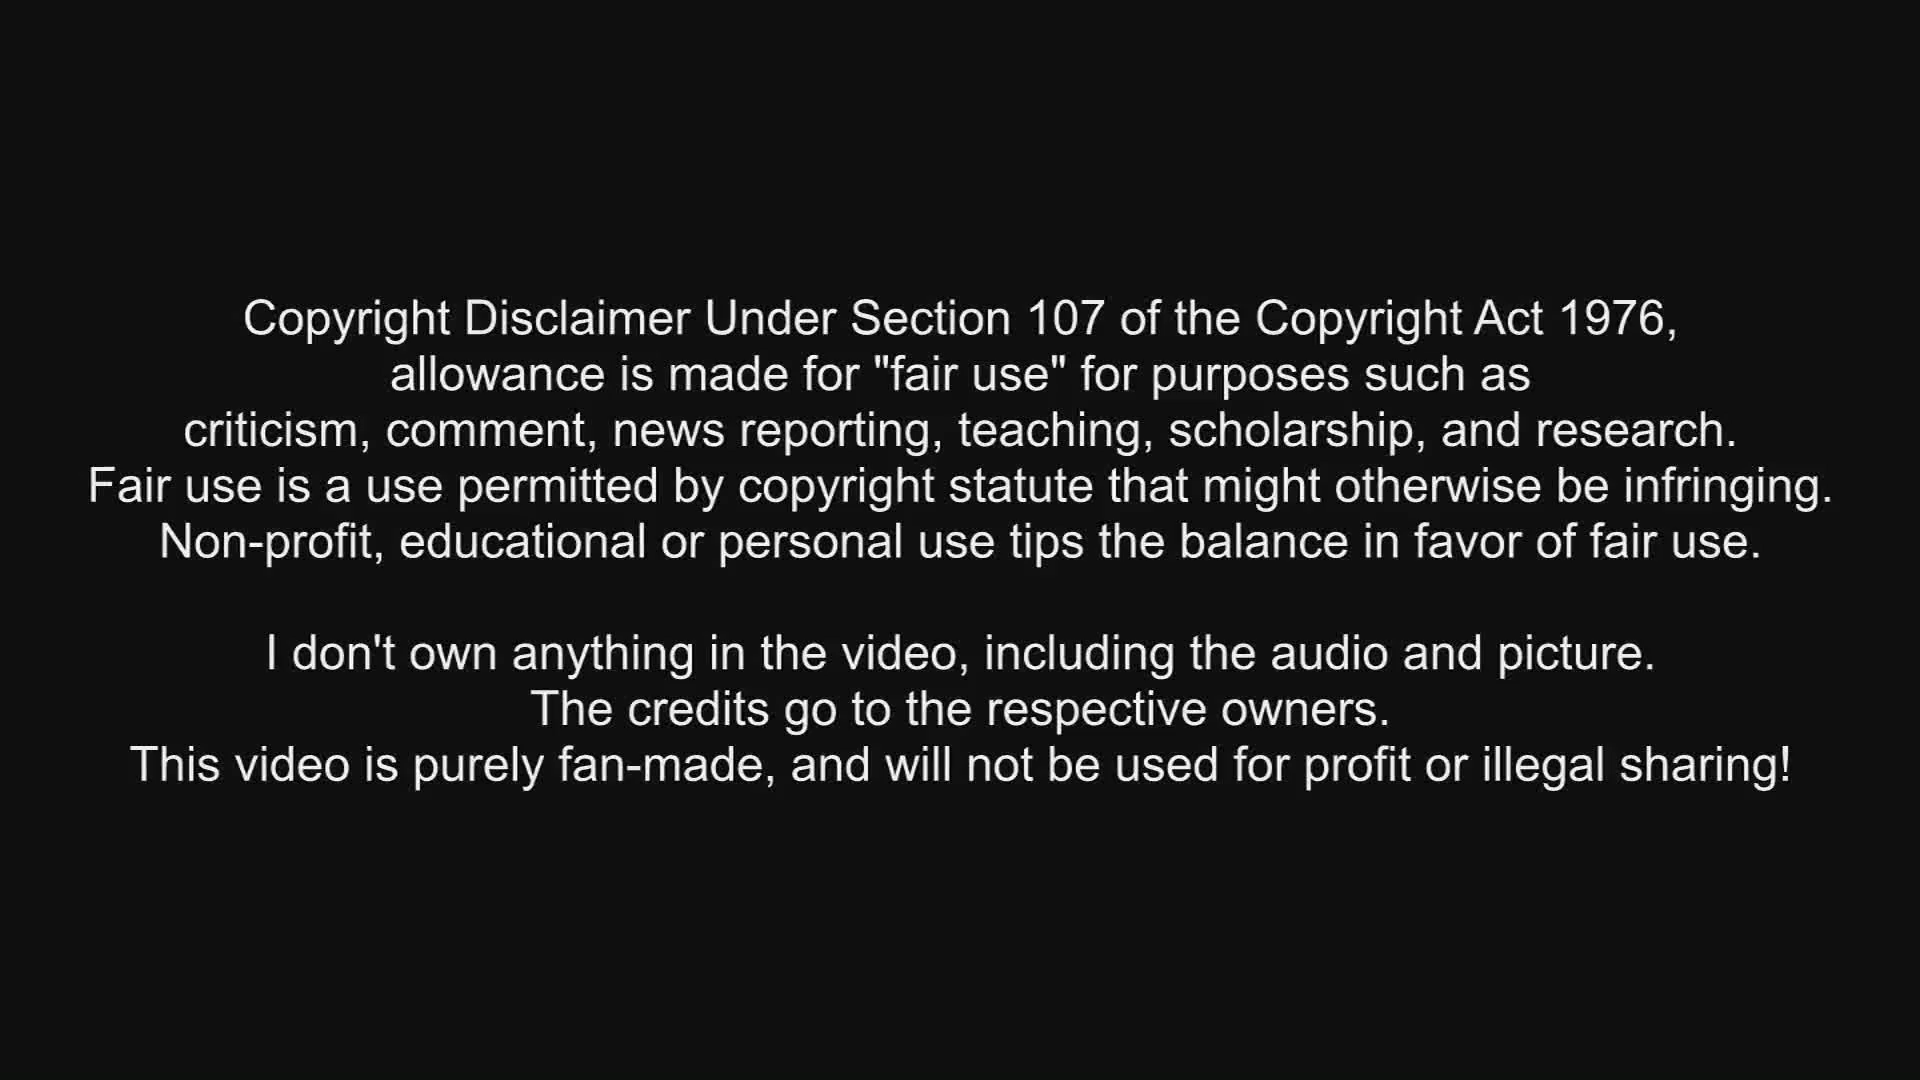 Copyright Disclaimer Under Section 107 of the Copyright Act 1976,
allowance is made for "fair use" for purposes such as
criticism, comment, news reporting, teaching, scholarship, and research.
Fair use is a use permitted by copyright statute that might otherwise be infringing.
Non-profit, educational or personal use tips the balance in favor of fair use.
I don't own anything in the video, including the audio and picture.
The credits go to the respective owners.
This video is purely fan-made, and will not be used for profit or illegal sharing!